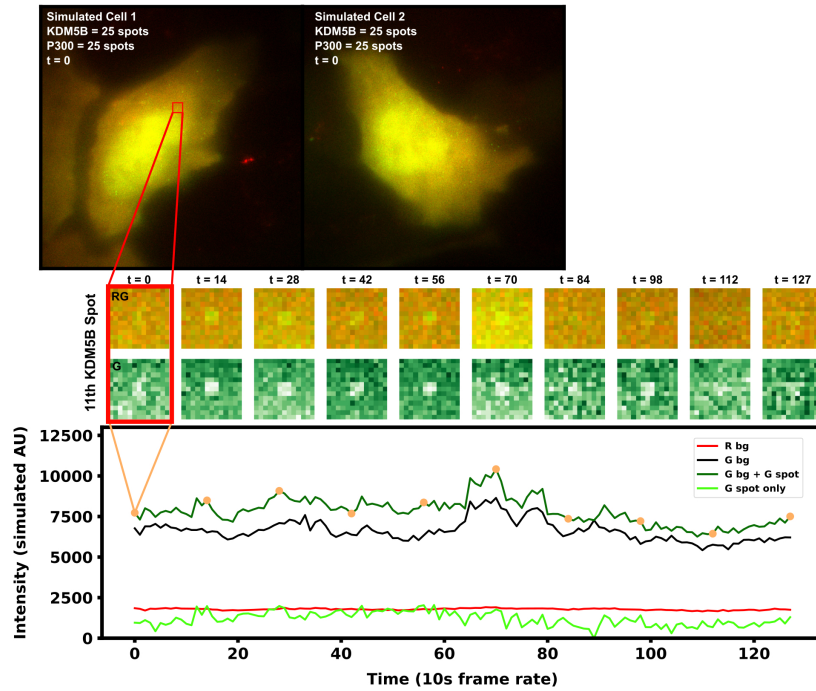 Simulated Cell 1
KDM5B = 25 spots
P300 = 25 spots
t = 0
Simulated Cell 2
KDM5B = 25 spots
P300 = 25 spots
t = 0
t = 0 t = 14 t = 28 t = 42 t = 56 t = 70 t = 84 t = 98 t = 112 t = 127
11th KDM5B Spot
RG
G
Intensity (simulated AU)
12500
10000
7500
5000
2500
0
R bg
G bg
G bg + G spot
G spot only
0 20 40 60 80 100 120
Time (10s frame rate)